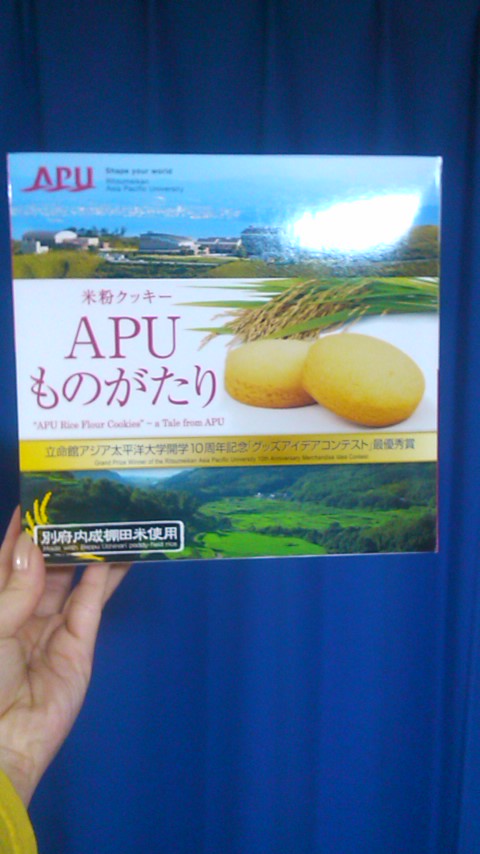 APU
Shape your world
Ritsumeikan
Asia Pacific University
米粉クッキー
APU
ものがたり
"APU Rice Flour Cookies" ~ a Tale from APU
立命館アジア太平洋大学開学10周年記念「グッズアイデアコンテスト」最優秀賞
Grand Prize Winner of the Ritsumeikan Asia Pacific University 10th Anniversary Merchandise Idea Contest
別府内成棚田米使用
Made with Beppu Uchinari paddy-field rice